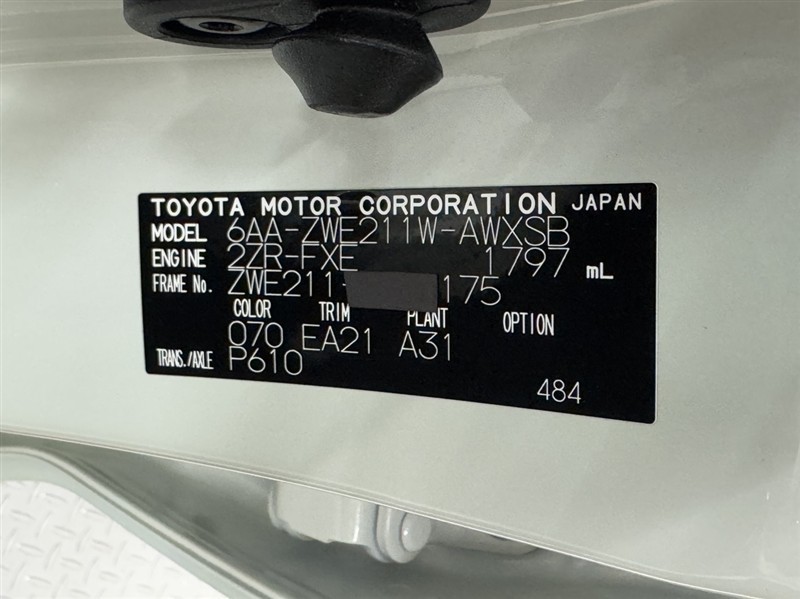 TOYOTA MOTOR CORPORATION JAPAN
MODEL 6AA-ZWE211W-AWXSB
ENGINE 2ZR-FXE 1797 mL
FRAME No. ZWE211- 175
COLOR TRIM PLANT OPTION
070 EA21 A31
TRANS./AXLE P610
484